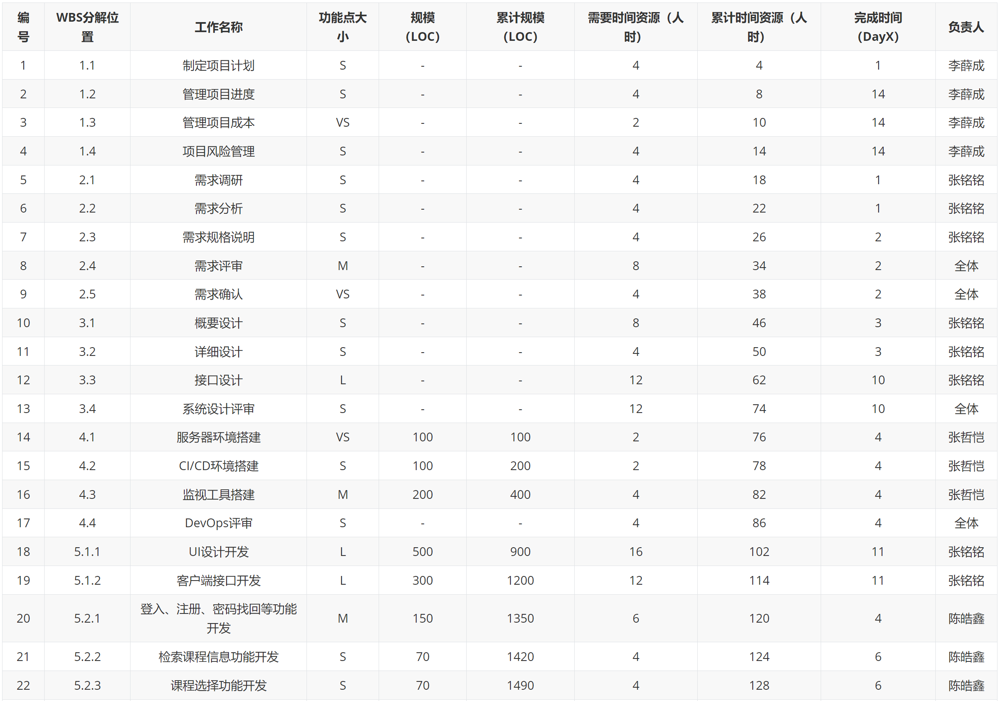 编号 WBS分解位置 工作名称 功能点大小 规模（LOC） 累计规模（LOC） 需要时间资源（人时） 累计时间资源（人时） 完成时间（DayX） 负责人
1 1.1 制定项目计划 S - - 4 4 1 李薛成
2 1.2 管理项目进度 S - - 4 8 14 李薛成
3 1.3 管理项目成本 VS - - 2 10 14 李薛成
4 1.4 项目风险管理 S - - 4 14 14 李薛成
5 2.1 需求调研 S - - 4 18 1 张铭铭
6 2.2 需求分析 S - - 4 22 1 张铭铭
7 2.3 需求规格说明 S - - 4 26 2 张铭铭
8 2.4 需求评审 M - - 8 34 2 全体
9 2.5 需求确认 VS - - 4 38 2 全体
10 3.1 概要设计 S - - 8 46 3 张铭铭
11 3.2 详细设计 S - - 4 50 3 张铭铭
12 3.3 接口设计 L - - 12 62 10 张铭铭
13 3.4 系统设计评审 S - - 12 74 10 全体
14 4.1 服务器环境搭建 VS 100 100 2 76 4 张哲恺
15 4.2 CI/CD环境搭建 S 100 200 2 78 4 张哲恺
16 4.3 监视工具搭建 M 200 400 4 82 4 张哲恺
17 4.4 DevOps评审 S - - 4 86 4 全体
18 5.1.1 UI设计开发 L 500 900 16 102 11 张铭铭
19 5.1.2 客户端接口开发 L 300 1200 12 114 11 张铭铭
20 5.2.1 登入、注册、密码找回等功能开发 M 150 1350 6 120 4 陈皓鑫
21 5.2.2 检索课程信息功能开发 S 70 1420 4 124 6 陈皓鑫
22 5.2.3 课程选择功能开发 S 70 1490 4 128 6 陈皓鑫